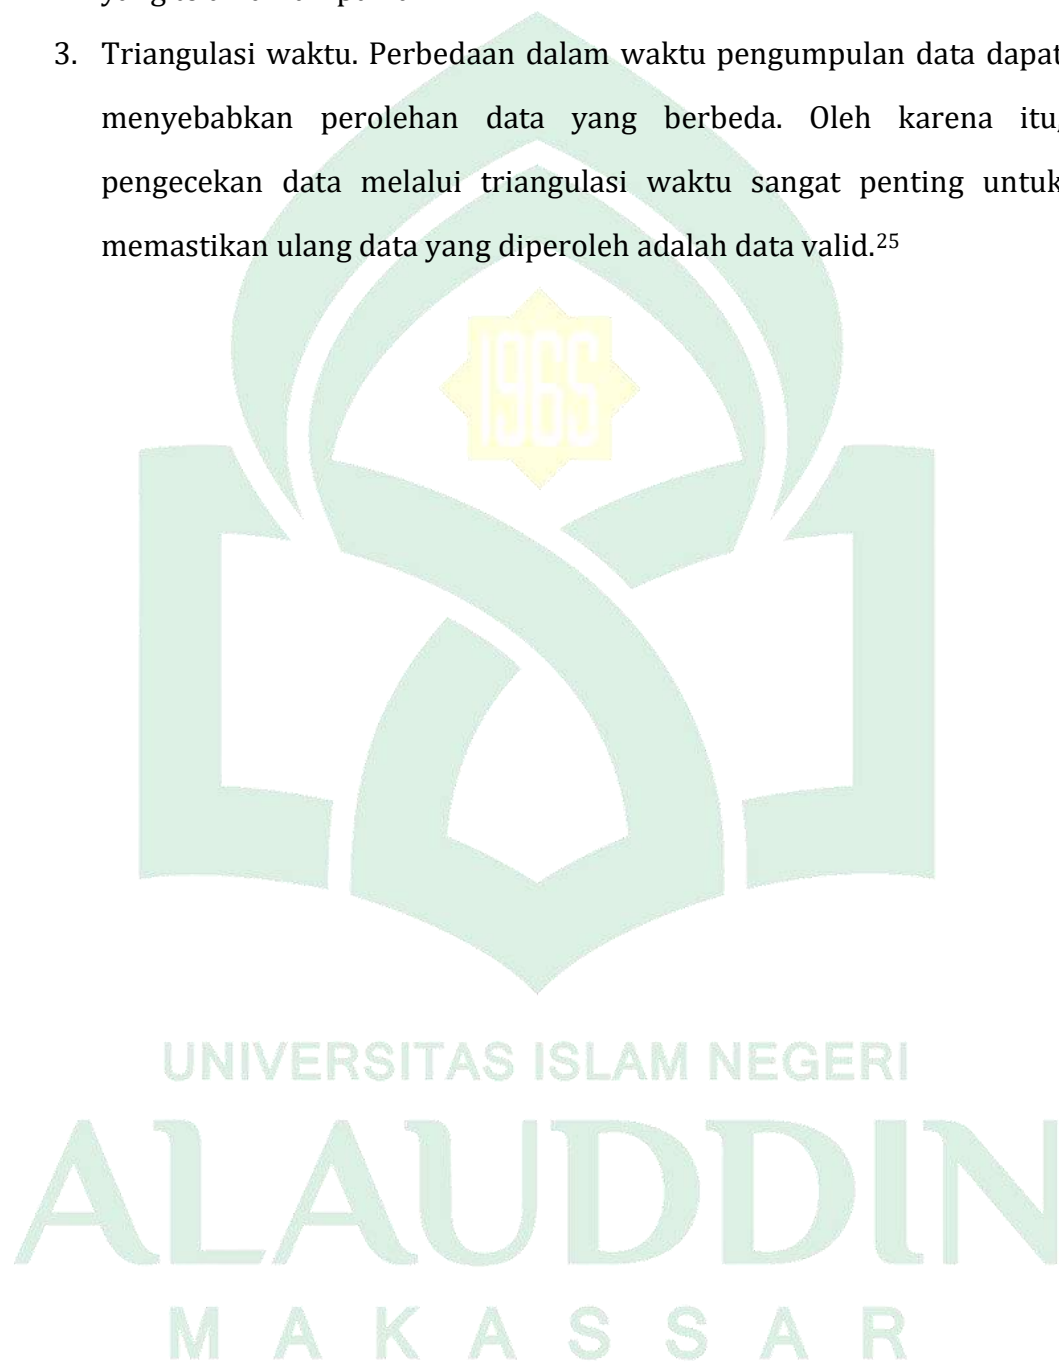 3. Triangulasi waktu. Perbedaan dalam waktu pengumpulan data dapat
menyebabkan perolehan data yang berbeda. Oleh karena itu,
pengecekan data melalui triangulasi waktu sangat penting untuk
memastikan ulang data yang diperoleh adalah data valid.25
1965
UNIVERSITAS ISLAM NEGERI
ALAUDDIN
MAKASSAR